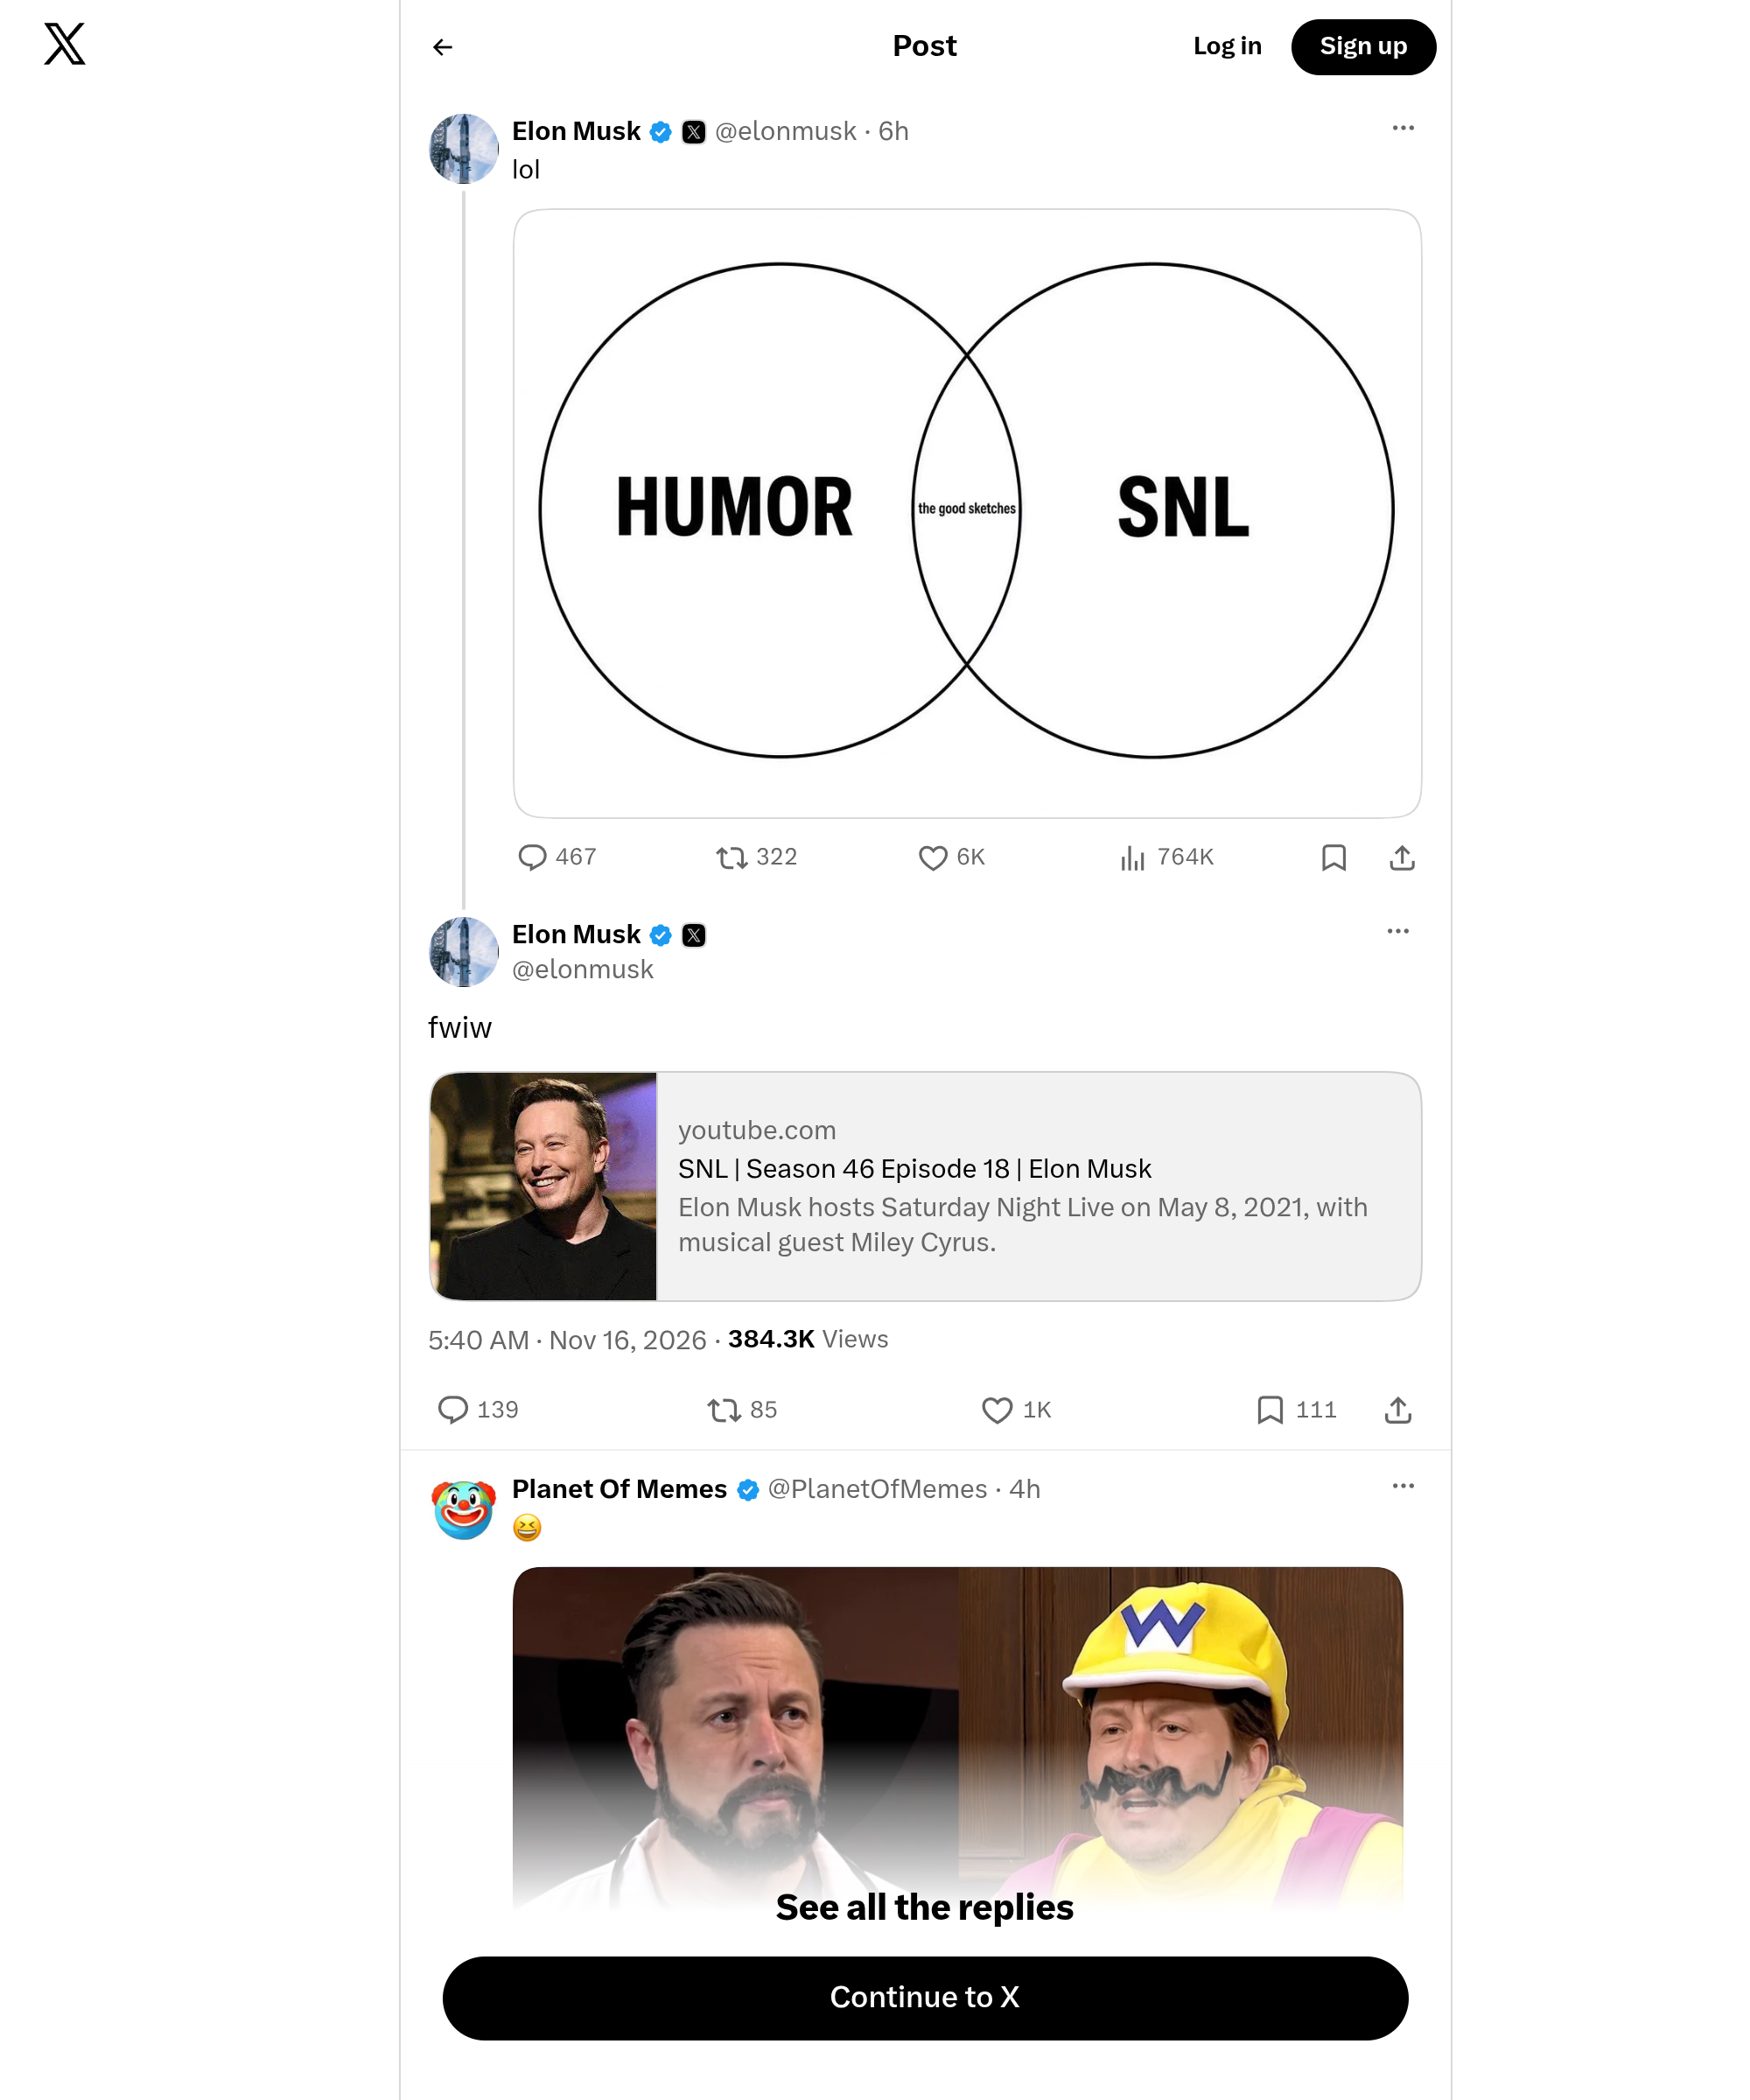 Post
Log in
Sign up
Elon Musk @elonmusk · 6h
lol
HUMOR
the good sketches
SNL
467
322
6K
764K
Elon Musk
@elonmusk
fwiw
youtube.com
SNL | Season 46 Episode 18 | Elon Musk
Elon Musk hosts Saturday Night Live on May 8, 2021, with
musical guest Miley Cyrus.
5:40 AM · Nov 16, 2026 · 384.3K Views
139
85
1K
111
Planet Of Memes @PlanetOfMemes · 4h
😆
W
See all the replies
Continue to X